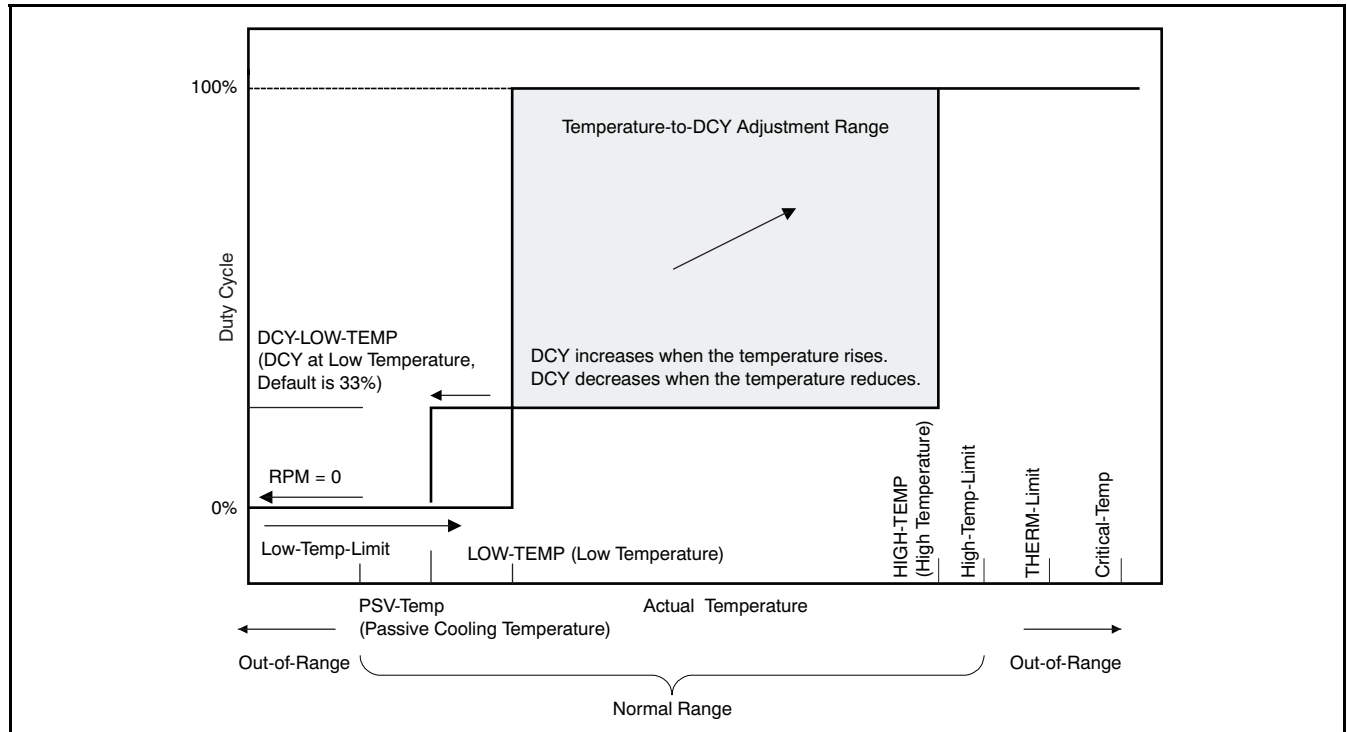 100%
Temperature-to-DCY Adjustment Range
Duty Cycle
DCY-LOW-TEMP
(DCY at Low Temperature,
Default is 33%)
DCY increases when the temperature rises.
DCY decreases when the temperature reduces.
RPM = 0
0%
Low-Temp-Limit
LOW-TEMP (Low Temperature)
HIGH-TEMP
(High Temperature)
High-Temp-Limit
THERM-Limit
Critical-Temp
PSV-Temp
(Passive Cooling Temperature)
Actual Temperature
Out-of-Range
Out-of-Range
Normal Range